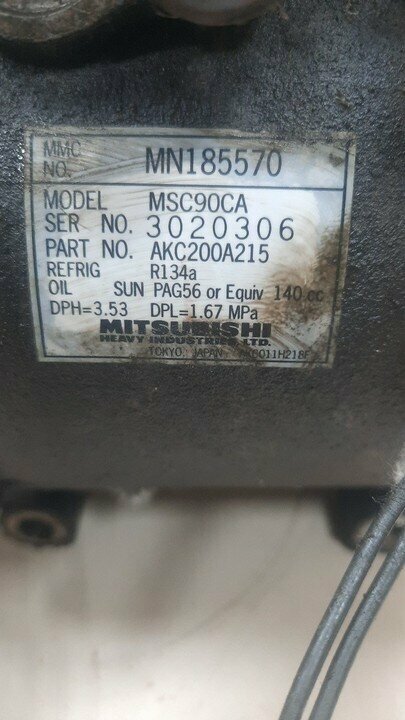 MMC NO. MN185570
MODEL MSC90CA
SER NO. 3020306
PART NO. AKC200A215
REFRIG R134a
OIL SUN PAG56 or Equiv 140 cc
DPH=3.53 DPL=1.67 MPa
MITSUBISHI
HEAVY INDUSTRIES, LTD.
TOKYO, JAPAN AKC011H218F